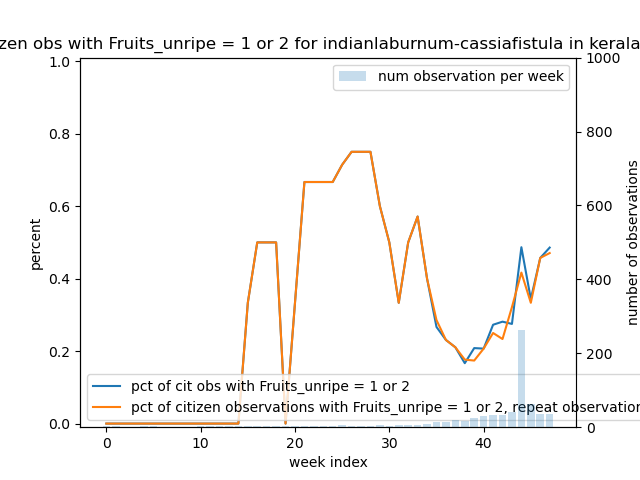 zen obs with Fruits_unripe = 1 or 2 for indianlaburnum-cassiafistula in kerala
num observation per week
1.0
0.8
0.6
0.4
0.2
0.0
percent
1000
800
600
400
200
0
number of observations
pct of cit obs with Fruits_unripe = 1 or 2
pct of citizen observations with Fruits_unripe = 1 or 2, repeat observation
0 10 20 30 40
week index